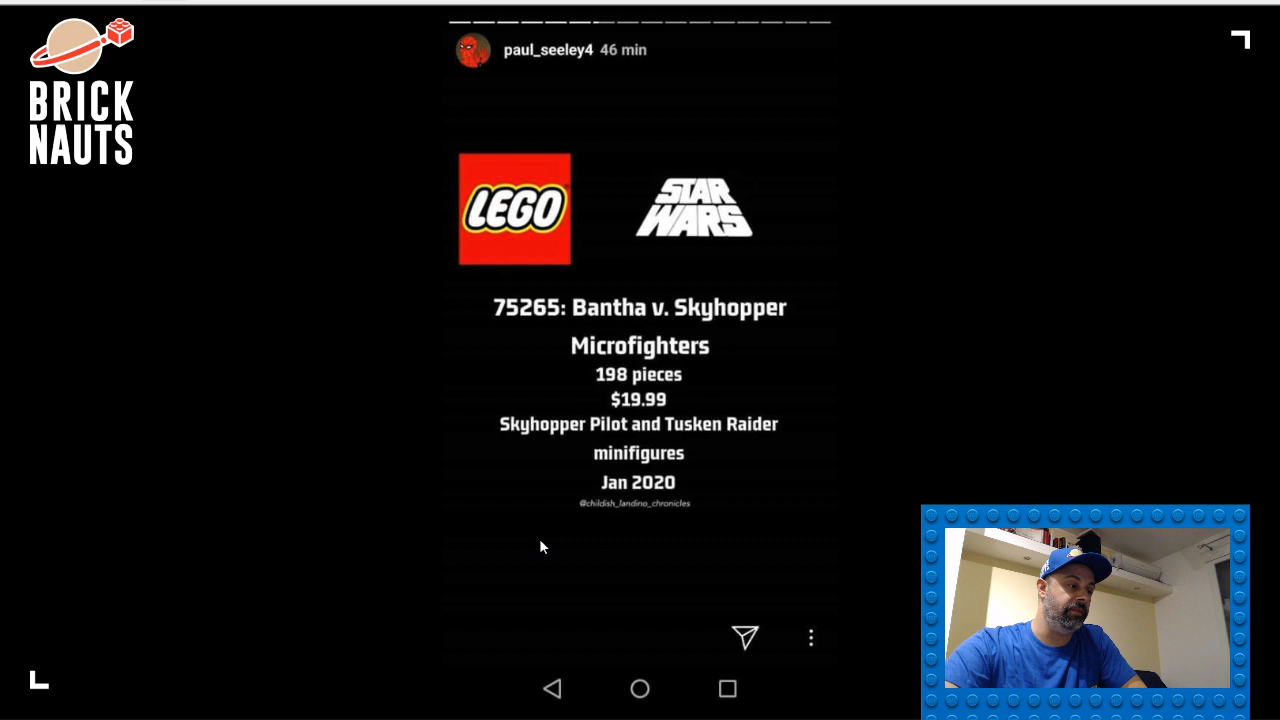 BRICK
NAUTS
paul_seeley4 46 min
LEGO
STAR
WARS
75265: Bantha v. Skyhopper
Microfighters
198 pieces
$19.99
Skyhopper Pilot and Tusken Raider
minifigures
Jan 2020
@childish_landino_chronicles